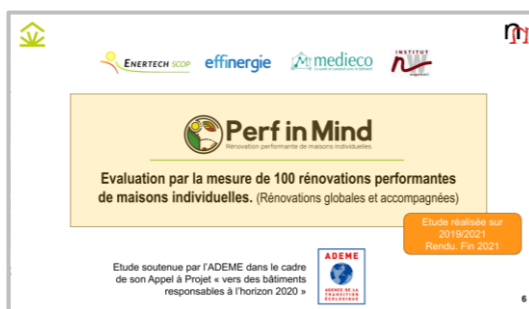 ENERTECH SCOP
effinergie
medieco
INSTITUT
Perf in Mind
Rénovation performante de maisons individuelles
Evaluation par la mesure de 100 rénovations performantes
de maisons individuelles. (Rénovations globales et accompagnées)
Etude réalisée sur
2019/2021
Rendu. Fin 2021
Etude soutenue par l'ADEME dans le cadre
de son Appel à Projet « vers des bâtiments
responsables à l'horizon 2020 »
ADEME
AGENCE DE LA
TRANSITION
ÉCOLOGIQUE
6